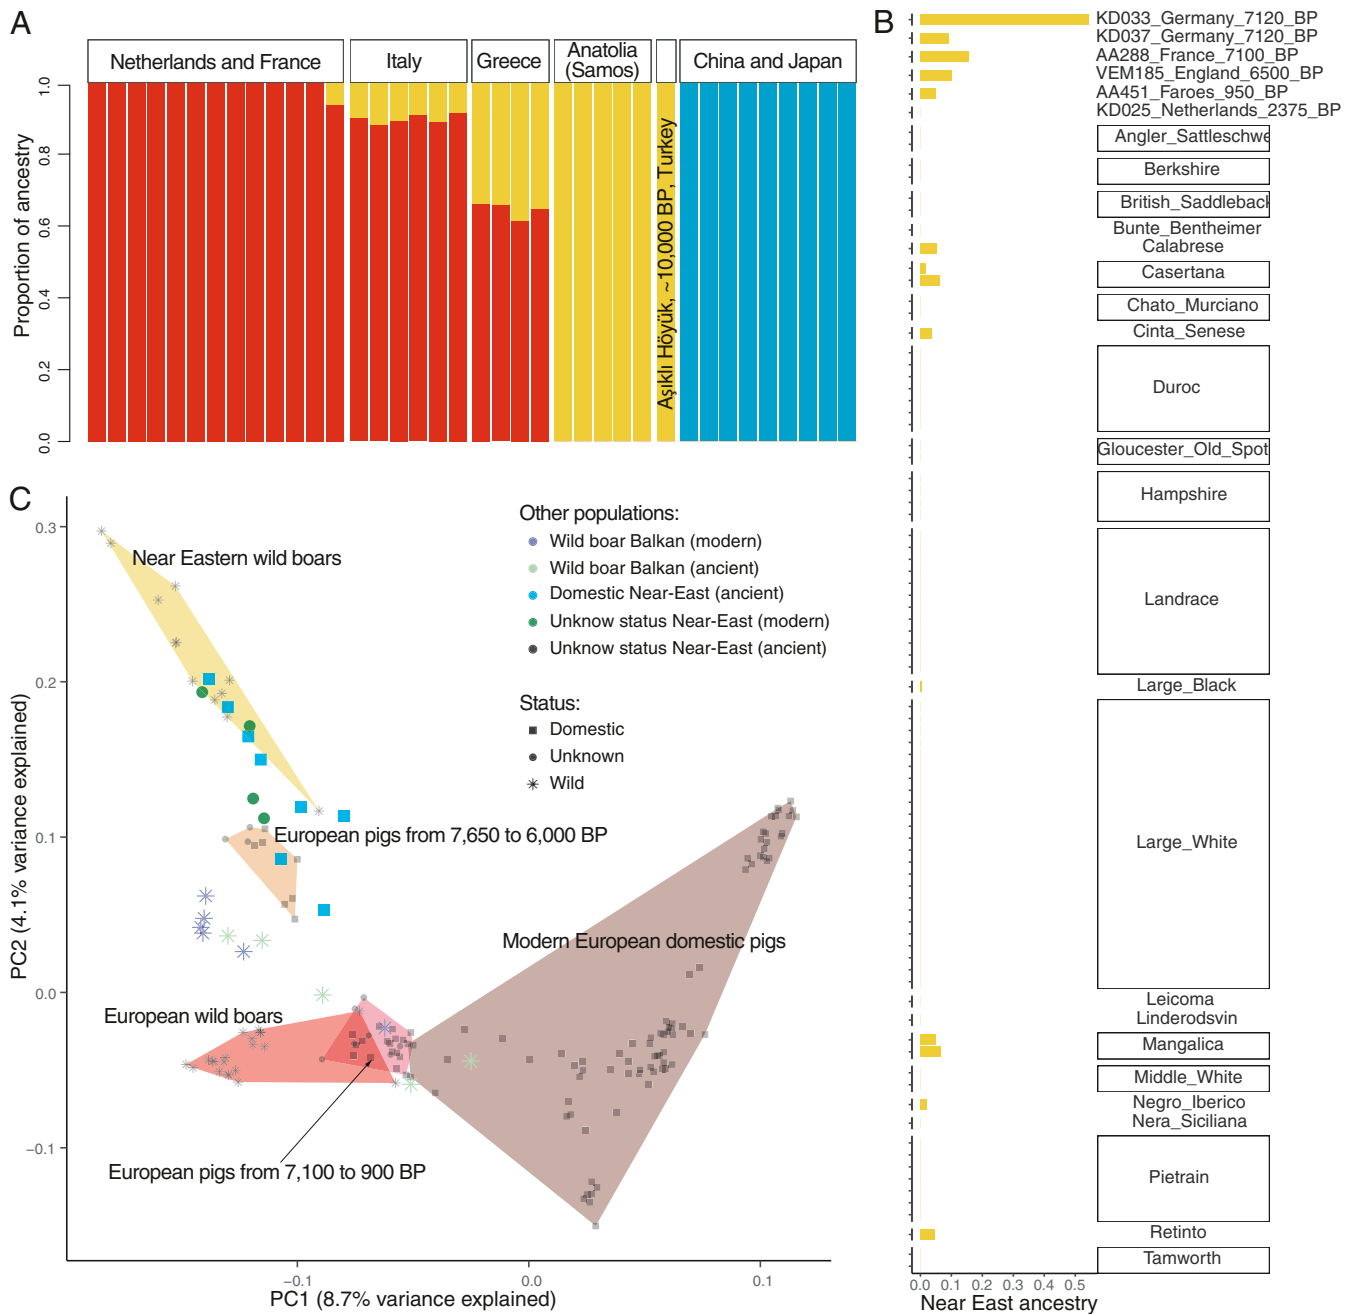 A
Netherlands and France
Italy
Greece
Anatolia
(Samos)
China and Japan
Proportion of ancestry
1.0
0.8
0.6
0.4
0.2
0.0
Aşıklı Höyük, ~10,000 BP, Turkey
B
KD033_Germany_7120_BP
KD037_Germany_7120_BP
AA288_France_7100_BP
VEM185_England_6500_BP
AA451_Faroes_950_BP
KD025_Netherlands_2375_BP
Angler_Sattleschwe
Berkshire
British_Saddleback
Bunte_Bentheimer
Calabrese
Casertana
Chato_Murciano
Cinta_Senese
Duroc
Gloucester_Old_Spot
Hampshire
Landrace
Large_Black
Large_White
Leicoma
Linderodsvin
Mangalica
Middle_White
Negro_Iberico
Nera_Siciliana
Pietrain
Retinto
Tamworth
0.0 0.1 0.2 0.3 0.4 0.5
Near East ancestry
C
0.3
0.2
0.1
0.0
−0.1
PC2 (4.1% variance explained)
Near Eastern wild boars
European pigs from 7,650 to 6,000 BP
Modern European domestic pigs
European wild boars
European pigs from 7,100 to 900 BP
Other populations:
Wild boar Balkan (modern)
Wild boar Balkan (ancient)
Domestic Near-East (ancient)
Unknow status Near-East (modern)
Unknow status Near-East (ancient)
Status:
Domestic
Unknown
Wild
−0.1 0.0 0.1
PC1 (8.7% variance explained)